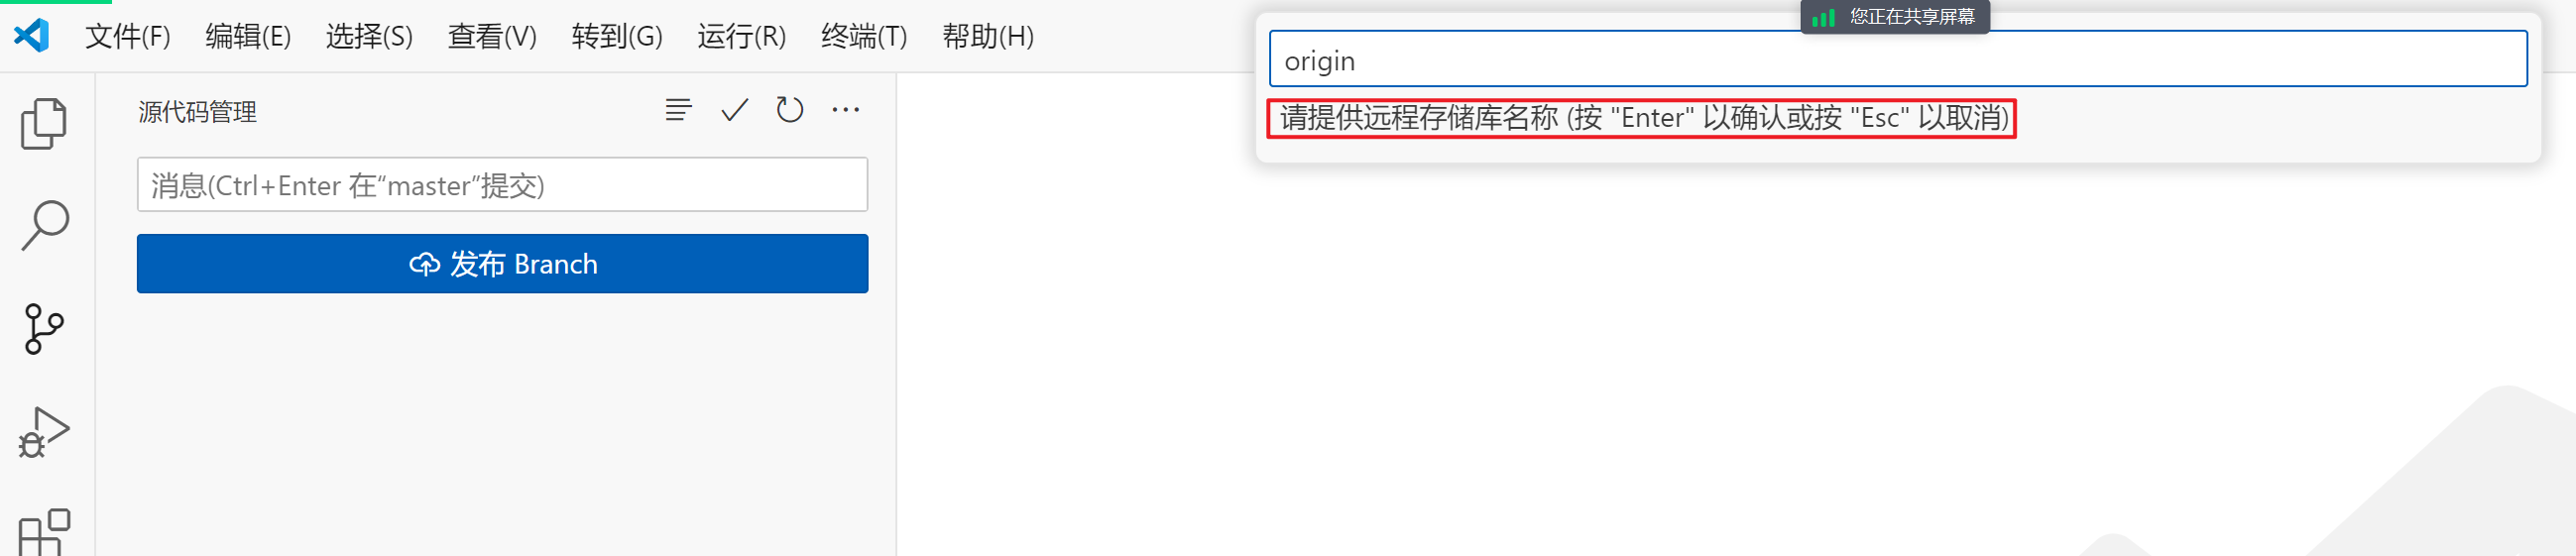 文件(F) 编辑(E) 选择(S) 查看(V) 转到(G) 运行(R) 终端(T) 帮助(H)
您正在共享屏幕
origin
请提供远程存储库名称 (按 "Enter" 以确认或按 "Esc" 以取消)
源代码管理
消息(Ctrl+Enter 在“master”提交)
发布 Branch